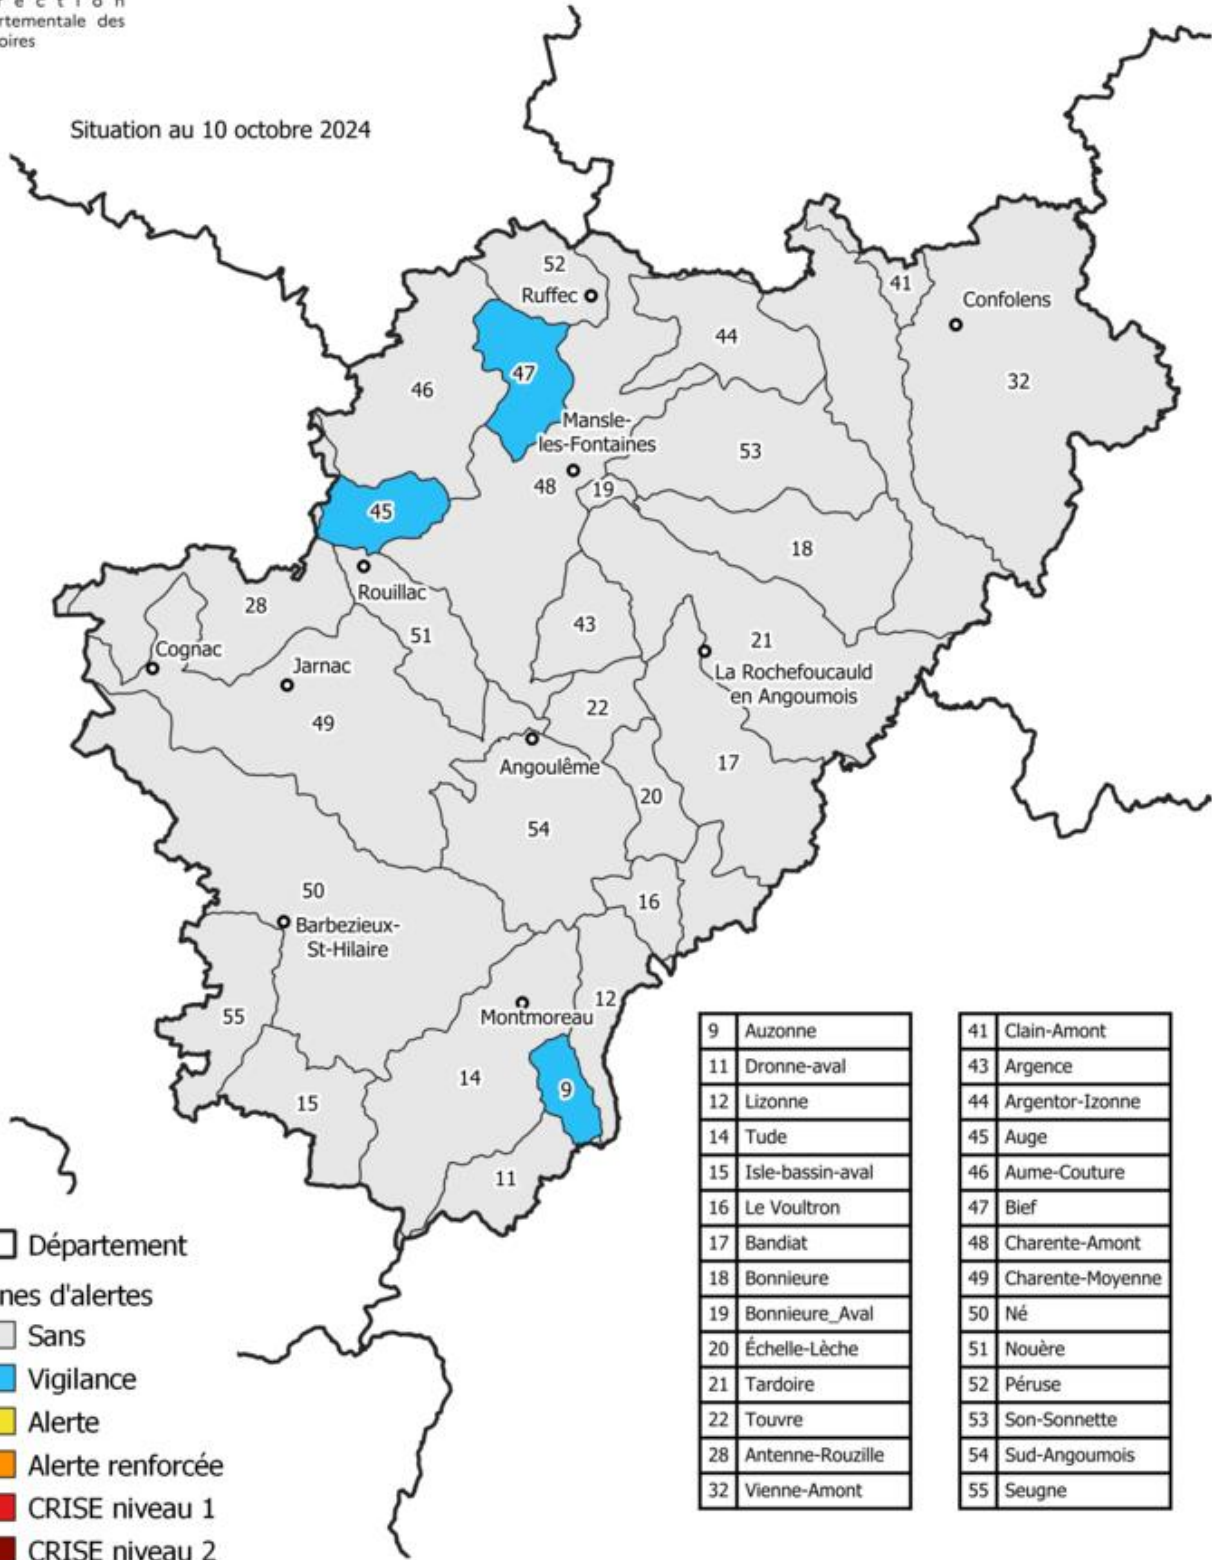 rection
rtementale des
oires
Situation au 10 octobre 2024
52
Ruffec
41
Confolens
44
47
46
32
Mansle-
les-Fontaines
53
48
19
45
18
Rouillac
28
43
51
21
Cognac
Jarnac
La Rochefoucauld
en Angoumois
22
49
17
Angoulême
20
54
50
16
Barbezieux-
St-Hilaire
12
55
Montmoreau
14
9
15
11
9 Auzonne
11 Dronne-aval
12 Lizonne
14 Tude
15 Isle-bassin-aval
16 Le Voultron
17 Bandiat
18 Bonnieure
19 Bonnieure_Aval
20 Échelle-Lèche
21 Tardoire
22 Touvre
28 Antenne-Rouzille
32 Vienne-Amont
41 Clain-Amont
43 Argence
44 Argentor-Izonne
45 Auge
46 Aume-Couture
47 Bief
48 Charente-Amont
49 Charente-Moyenne
50 Né
51 Nouère
52 Péruse
53 Son-Sonnette
54 Sud-Angoumois
55 Seugne
Département
nes d'alertes
Sans
Vigilance
Alerte
Alerte renforcée
CRISE niveau 1
CRISE niveau 2